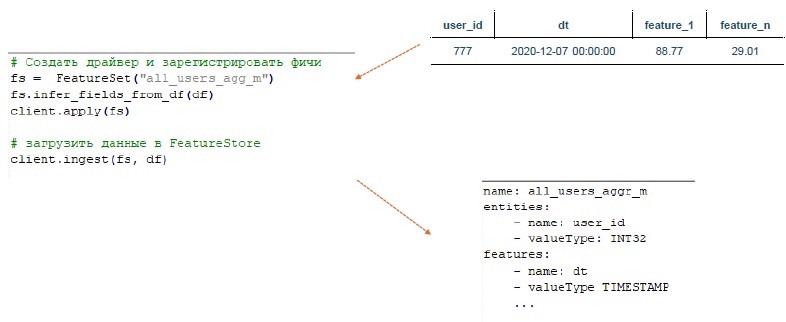 user_id dt feature_1 feature_n
777 2020-12-07 00:00:00 88.77 29.01
# Создать драйвер и зарегистрировать фичи
fs = FeatureSet("all_users_agg_m")
fs.infer_fields_from_df(df)
client.apply(fs)
# загрузить данные в FeatureStore
client.ingest(fs, df)
name: all_users_aggr_m
entities:
- name: user_id
- valueType: INT32
features:
- name: dt
- valueType TIMESTAMP
...